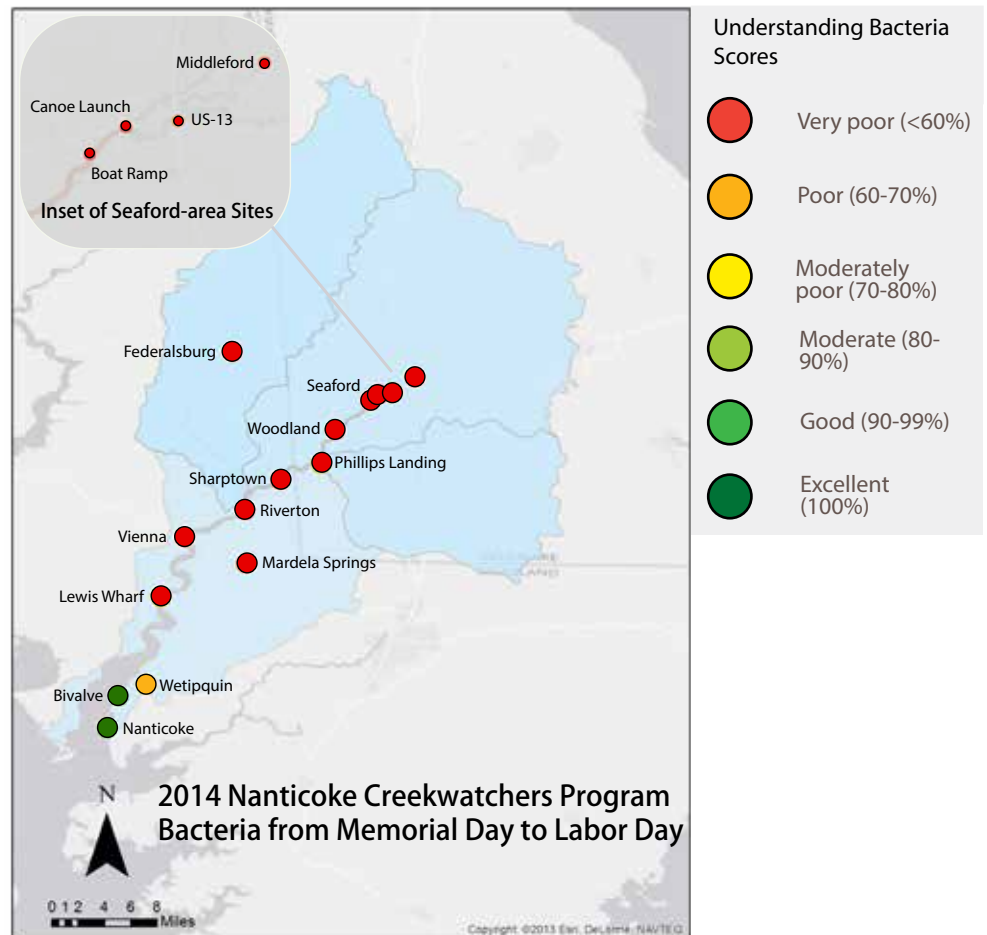 Middleford
Canoe Launch
US-13
Boat Ramp
Inset of Seaford-area Sites
Federalsburg
Seaford
Woodland
Phillips Landing
Sharptown
Riverton
Vienna
Mardela Springs
Lewis Wharf
Wetipquin
Bivalve
Nanticoke
N
2014 Nanticoke Creekwatchers Program
Bacteria from Memorial Day to Labor Day
0 1 2 4 6 8
Miles
Copyright ©2013 Esri, DeLorme, NAVTEQ
Understanding Bacteria
Scores
Very poor (<60%)
Poor (60-70%)
Moderately
poor (70-80%)
Moderate (80-
90%)
Good (90-99%)
Excellent
(100%)